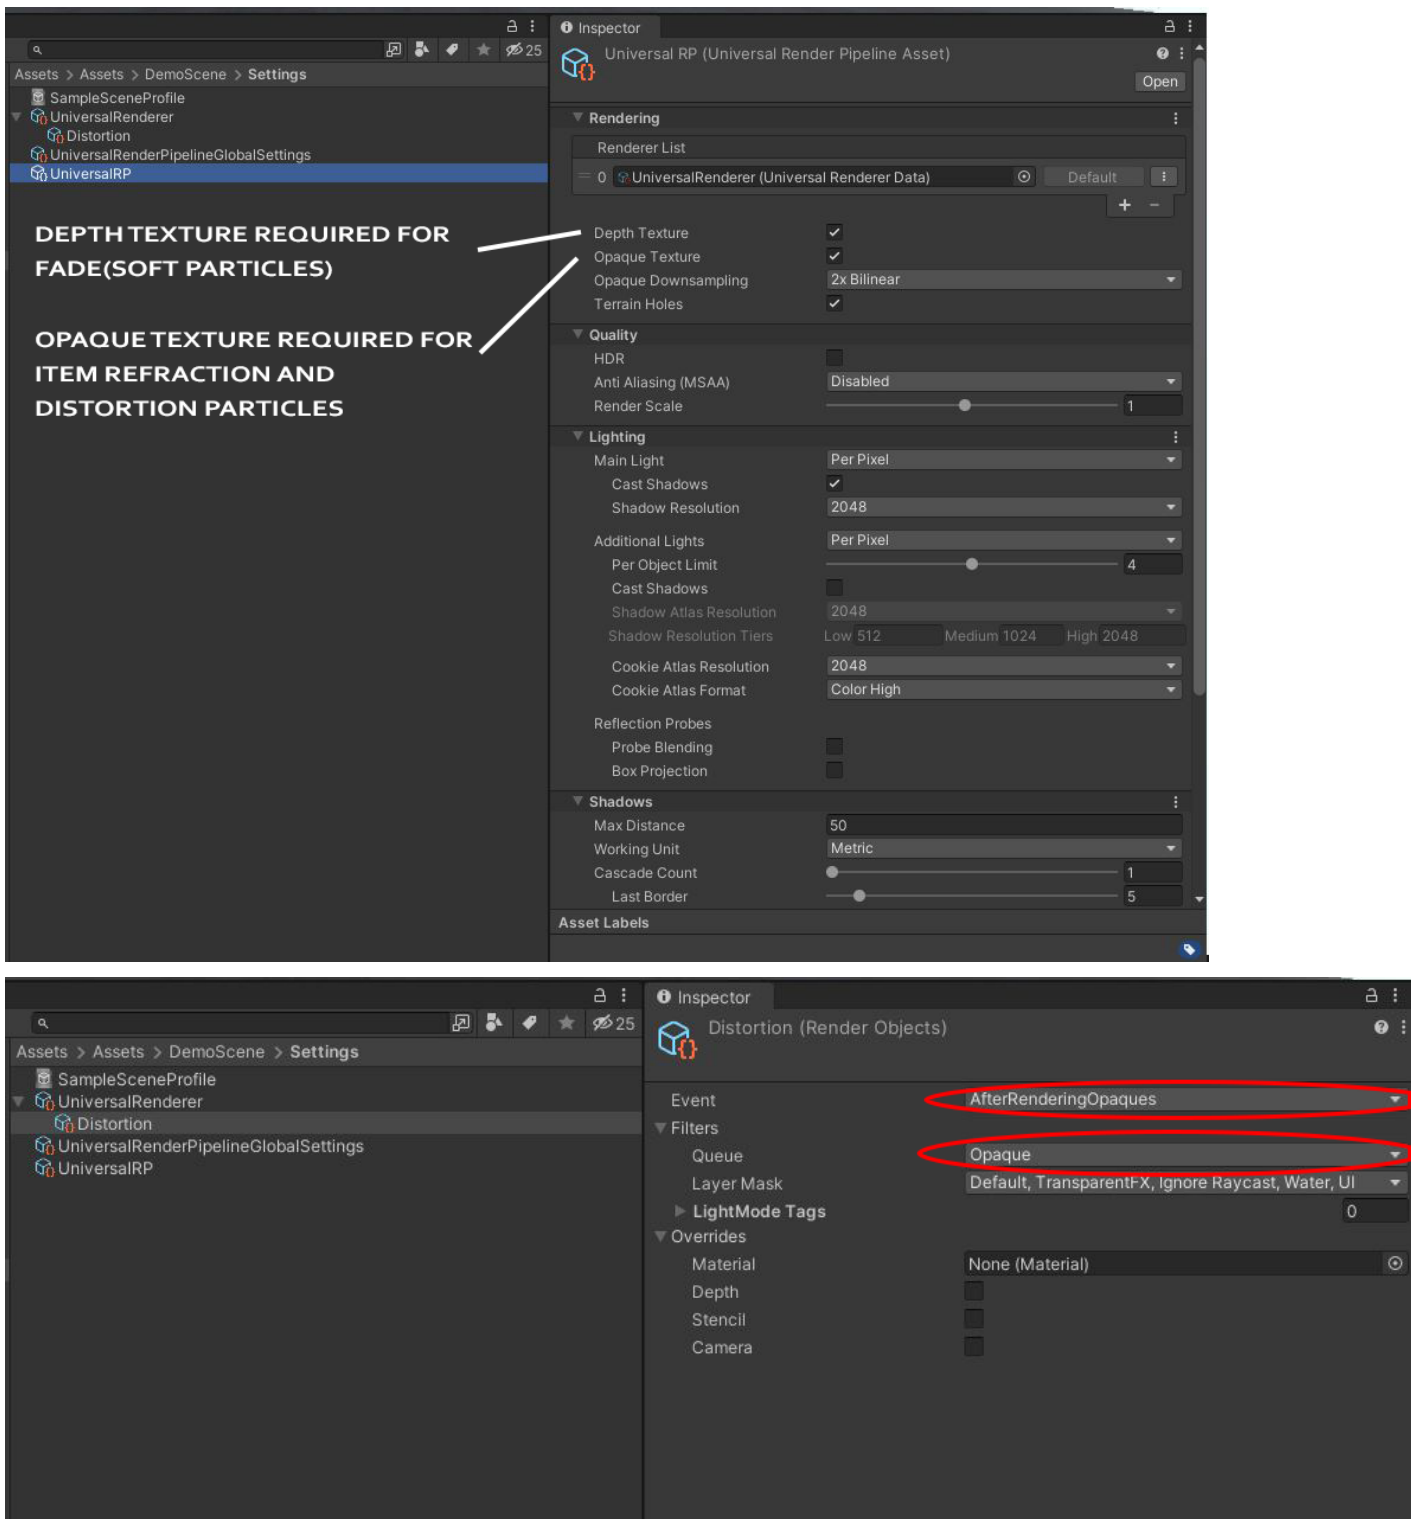 Inspector
25
Universal RP (Universal Render Pipeline Asset)
Open
Assets > Assets > DemoScene > Settings
SampleSceneProfile
UniversalRenderer
Distortion
UniversalRenderPipelineGlobalSettings
UniversalRP
DEPTH TEXTURE REQUIRED FOR
FADE(SOFT PARTICLES)
OPAQUE TEXTURE REQUIRED FOR
ITEM REFRACTION AND
DISTORTION PARTICLES
Rendering
Renderer List
0 UniversalRenderer (Universal Renderer Data) Default
+ −
Depth Texture
Opaque Texture
Opaque Downsampling 2x Bilinear
Terrain Holes
Quality
HDR
Anti Aliasing (MSAA) Disabled
Render Scale 1
Lighting
Main Light Per Pixel
Cast Shadows
Shadow Resolution 2048
Additional Lights Per Pixel
Per Object Limit 4
Cast Shadows
Shadow Atlas Resolution 2048
Shadow Resolution Tiers Low 512 Medium 1024 High 2048
Cookie Atlas Resolution 2048
Cookie Atlas Format Color High
Reflection Probes
Probe Blending
Box Projection
Shadows
Max Distance 50
Working Unit Metric
Cascade Count 1
Last Border 5
Asset Labels
Inspector
25
Distortion (Render Objects)
Assets > Assets > DemoScene > Settings
SampleSceneProfile
UniversalRenderer
Distortion
UniversalRenderPipelineGlobalSettings
UniversalRP
Event AfterRenderingOpaques
Filters
Queue Opaque
Layer Mask Default, TransparentFX, Ignore Raycast, Water, UI
LightMode Tags 0
Overrides
Material None (Material)
Depth
Stencil
Camera